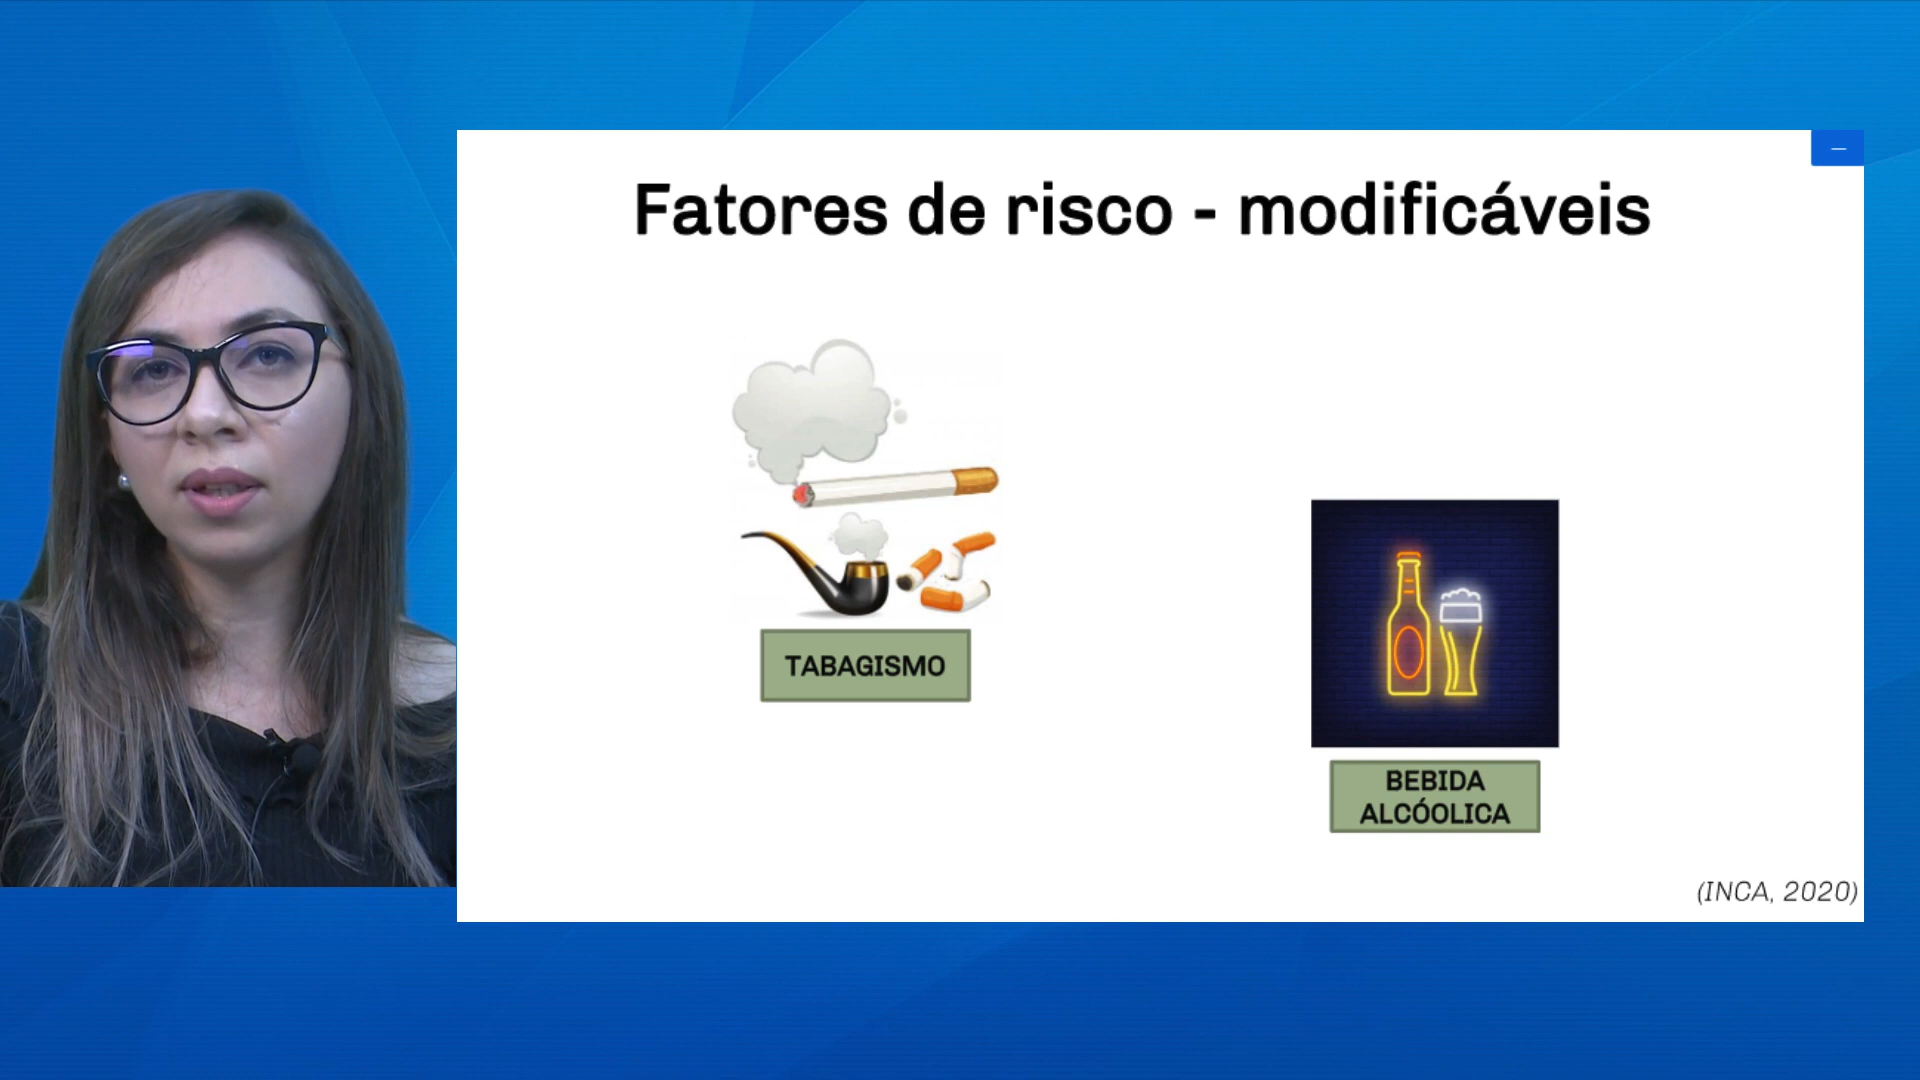 Fatores de risco - modificáveis
TABAGISMO
BEBIDA
ALCÓOLICA
(INCA, 2020)